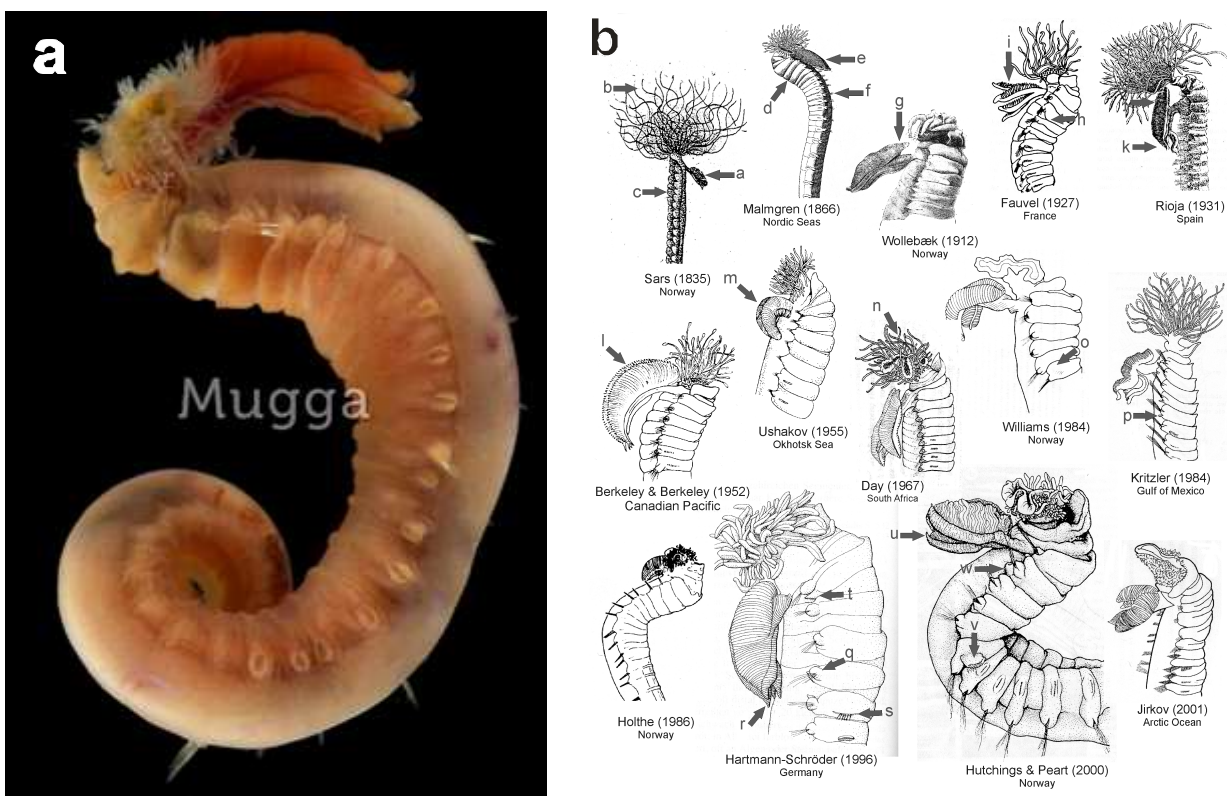 a
Mugga
b
b
a
c
Sars (1835)
Norway
e
f
d
Malmgren (1866)
Nordic Seas
g
Wollebæk (1912)
Norway
i
h
Fauvel (1927)
France
j
k
Rioja (1931)
Spain
l
Berkeley & Berkeley (1952)
Canadian Pacific
m
Ushakov (1955)
Okhotsk Sea
n
Day (1967)
South Africa
o
Williams (1984)
Norway
p
Kritzler (1984)
Gulf of Mexico
Holthe (1986)
Norway
t
q
r
s
Hartmann-Schröder (1996)
Germany
u
w
v
Hutchings & Peart (2000)
Norway
Jirkov (2001)
Arctic Ocean